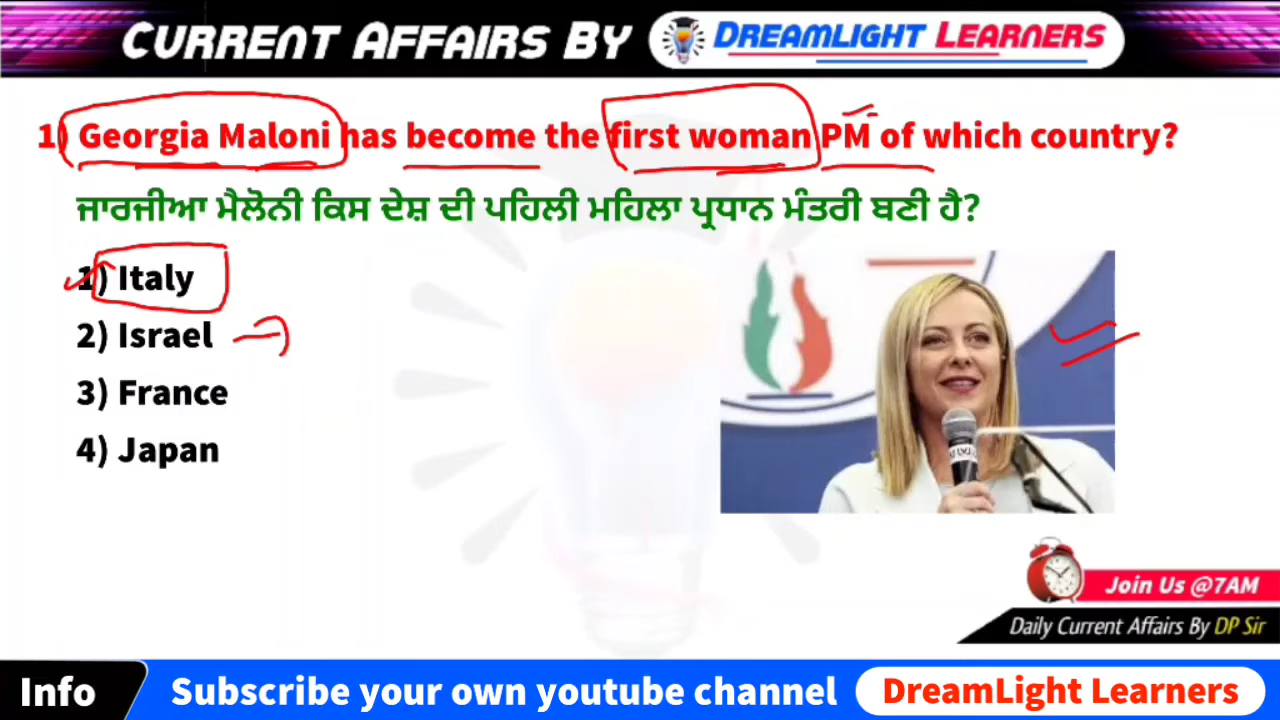 CURRENT AFFAIRS BY DREAMLIGHT LEARNERS
1) Georgia Maloni has become the first woman PM of which country?
ਜਾਰਜੀਆ ਮੈਲੋਨੀ ਕਿਸ ਦੇਸ਼ ਦੀ ਪਹਿਲੀ ਮਹਿਲਾ ਪ੍ਰਧਾਨ ਮੰਤਰੀ ਬਣੀ ਹੈ?
1) Italy
2) Israel
3) France
4) Japan
Join Us @7AM
Daily Current Affairs By DP Sir
Info Subscribe your own youtube channel DreamLight Learners